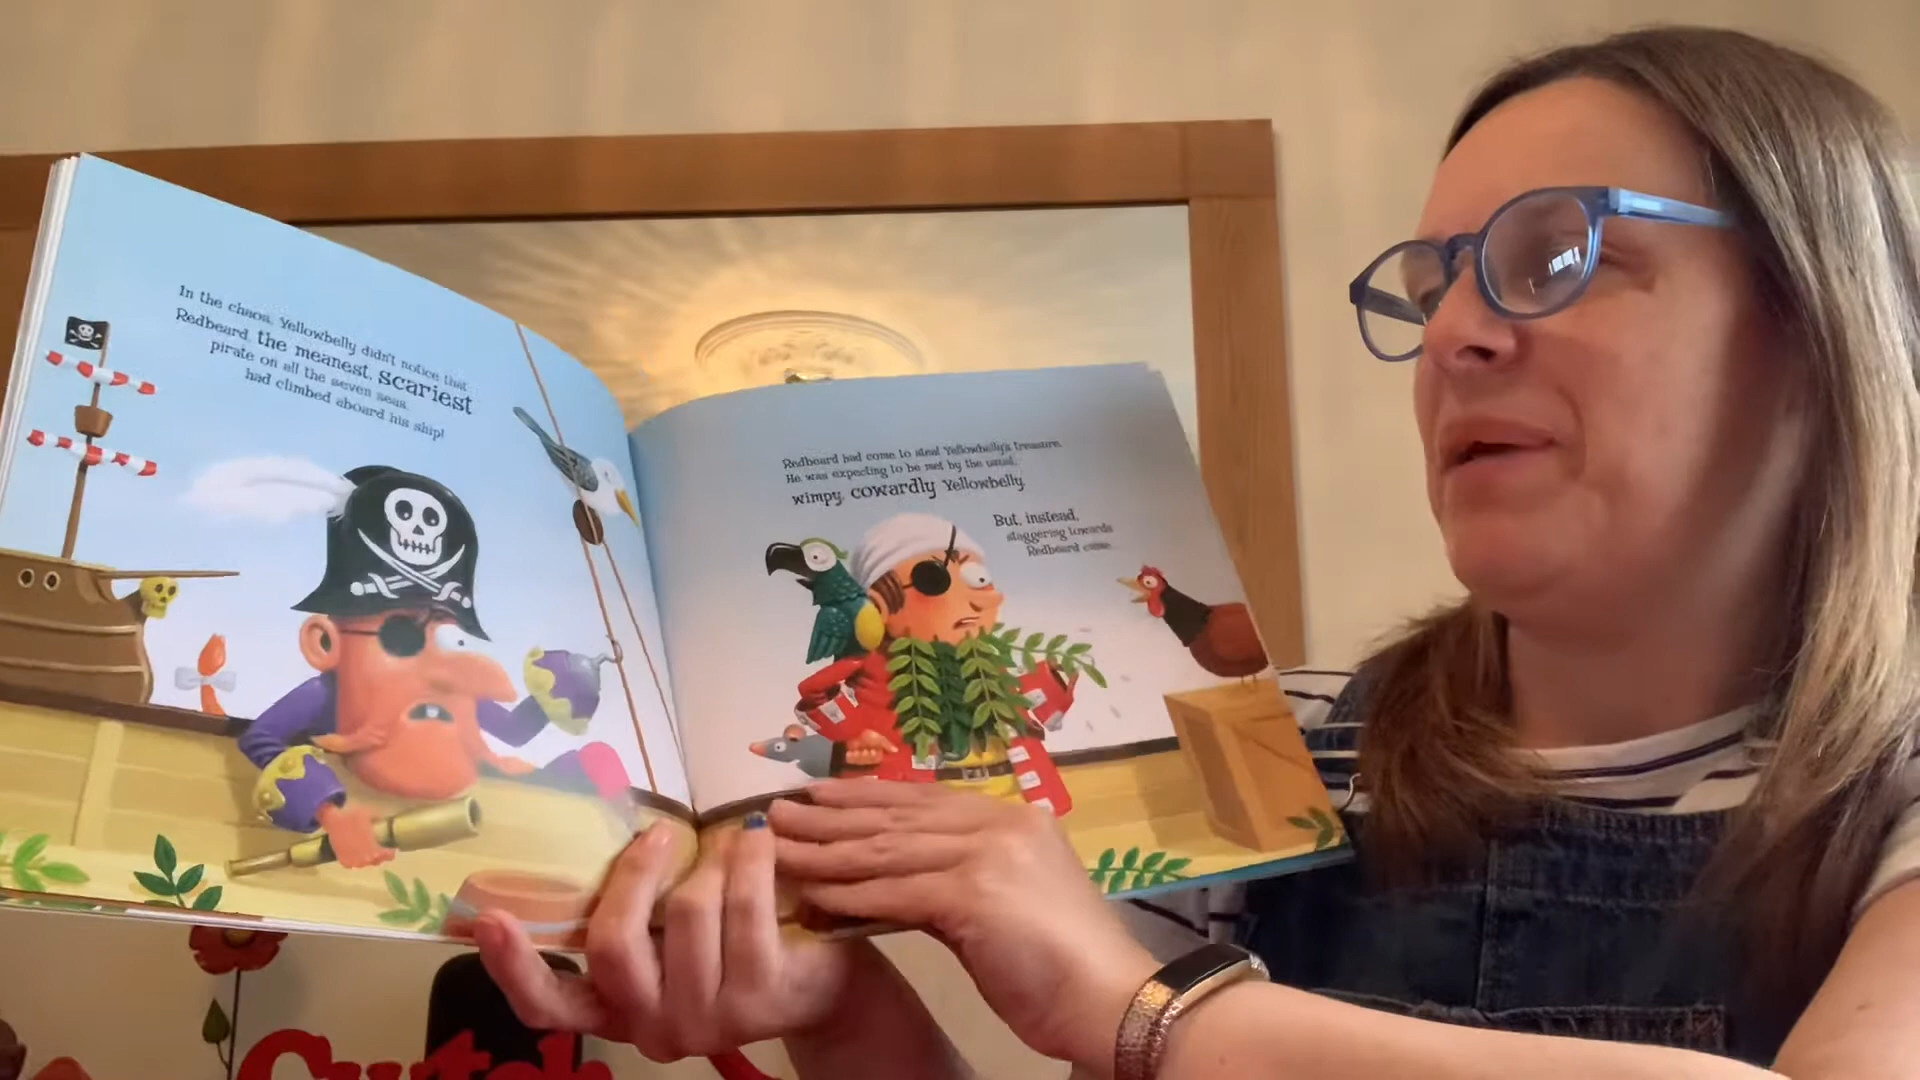 In the chaos, Yellowbelly didn't notice that
Redbeard, the meanest, scariest
pirate on all the seven seas,
had climbed aboard his ship!
Redbeard had come to steal Yellowbelly's treasure.
He was expecting to be met by the usual,
wimpy, cowardly Yellowbelly.
But, instead,
staggering towards
Redbeard came...